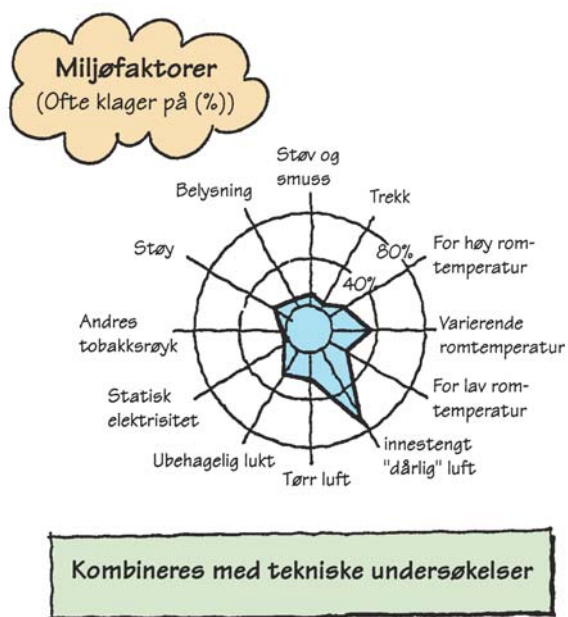 Miljøfaktorer
(Ofte klager på (%))
Støv og
smuss
Trekk
Belysning
80%
For høy rom-
temperatur
Støy
40%
Andres
tobakksrøyk
Varierende
romtemperatur
Statisk
elektrisitet
For lav rom-
temperatur
Ubehagelig lukt
Tørr luft
innestengt
"dårlig" luft
Kombineres med tekniske undersøkelser